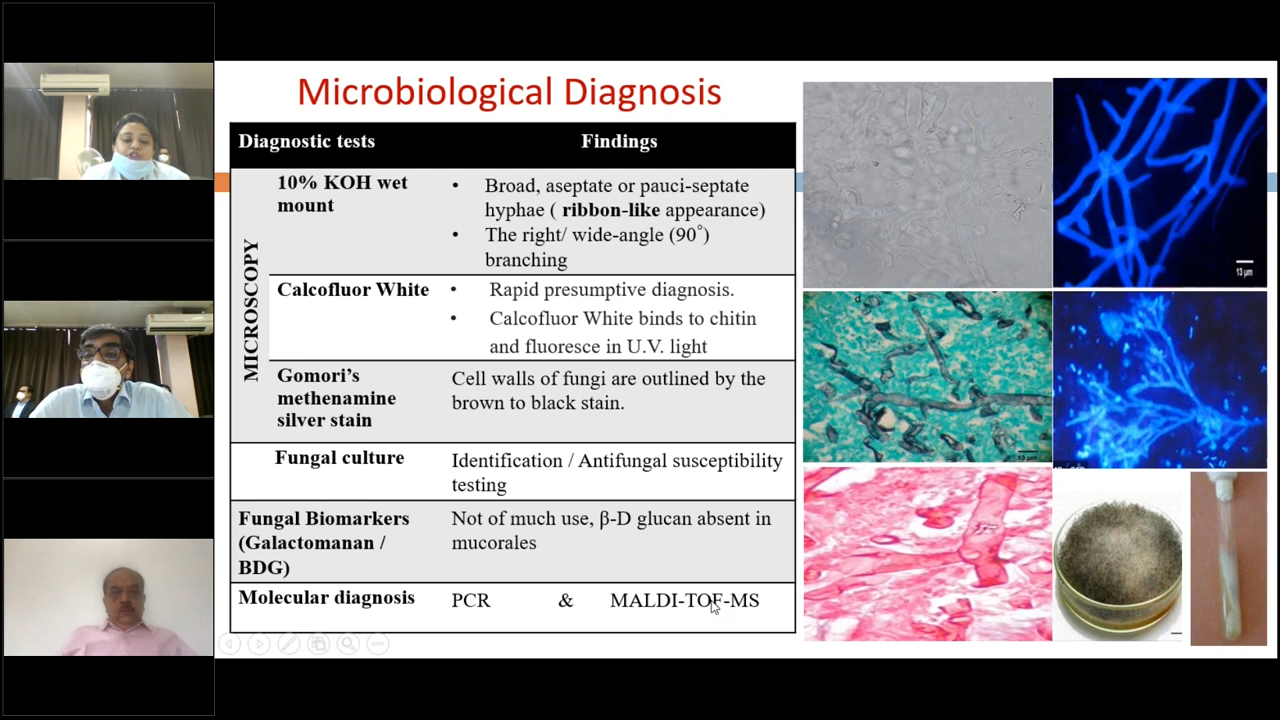 Microbiological Diagnosis
Diagnostic tests Findings
MICROSCOPY
10% KOH wet
mount
• Broad, aseptate or pauci-septate
hyphae ( ribbon-like appearance)
• The right/ wide-angle (90°)
branching
Calcofluor White
• Rapid presumptive diagnosis.
• Calcofluor White binds to chitin
and fluoresce in U.V. light
Gomori's
methenamine
silver stain
Cell walls of fungi are outlined by the
brown to black stain.
Fungal culture
Identification / Antifungal susceptibility
testing
Fungal Biomarkers
(Galactomanan /
BDG)
Not of much use, β-D glucan absent in
mucorales
Molecular diagnosis
PCR & MALDI-TOF-MS
13 µm
13 µm